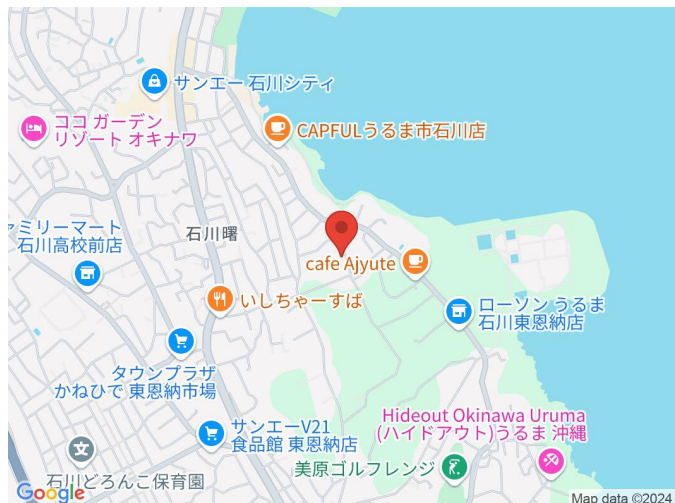 サンエー 石川シティ
ココ ガーデン
リゾート オキナワ
CAPFULうるま市石川店
ァミリーマート
石川高校前店
石川曙
cafe Ajyute
いしちゃーすば
ローソン うるま
石川東恩納店
タウンプラザ
かねひで 東恩納市場
サンエーV21
食品館 東恩納店
Hideout Okinawa Uruma
(ハイドアウト)うるま 沖縄
石川どろんこ保育園
美原ゴルフレンジ
Google
Map data ©2024